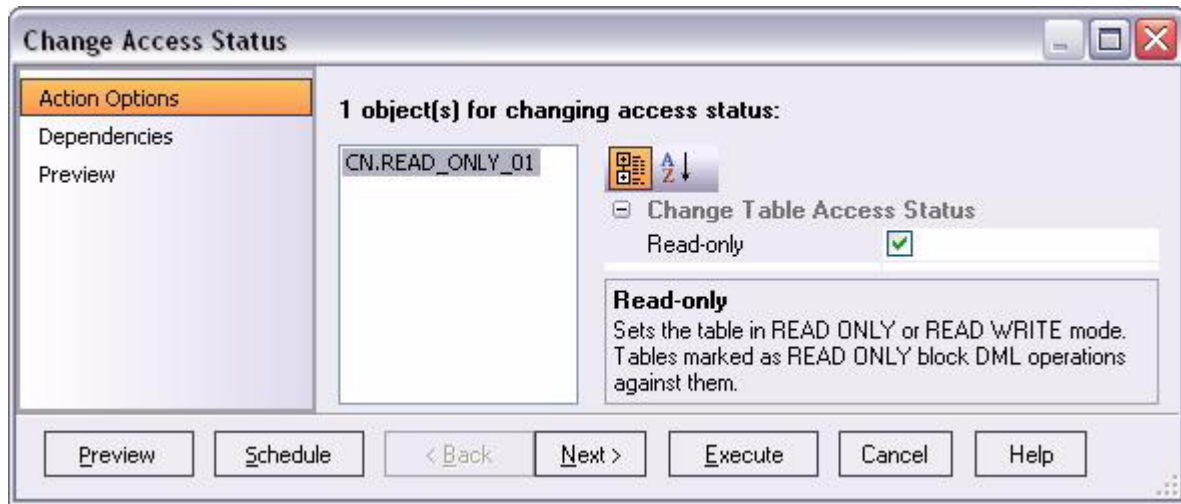 Change Access Status
Action Options
Dependencies
Preview
1 object(s) for changing access status:
CN.READ_ONLY_01
A
Z
Change Table Access Status
Read-only
Read-only
Sets the table in READ ONLY or READ WRITE mode.
Tables marked as READ ONLY block DML operations
against them.
Preview
Schedule
< Back
Next >
Execute
Cancel
Help